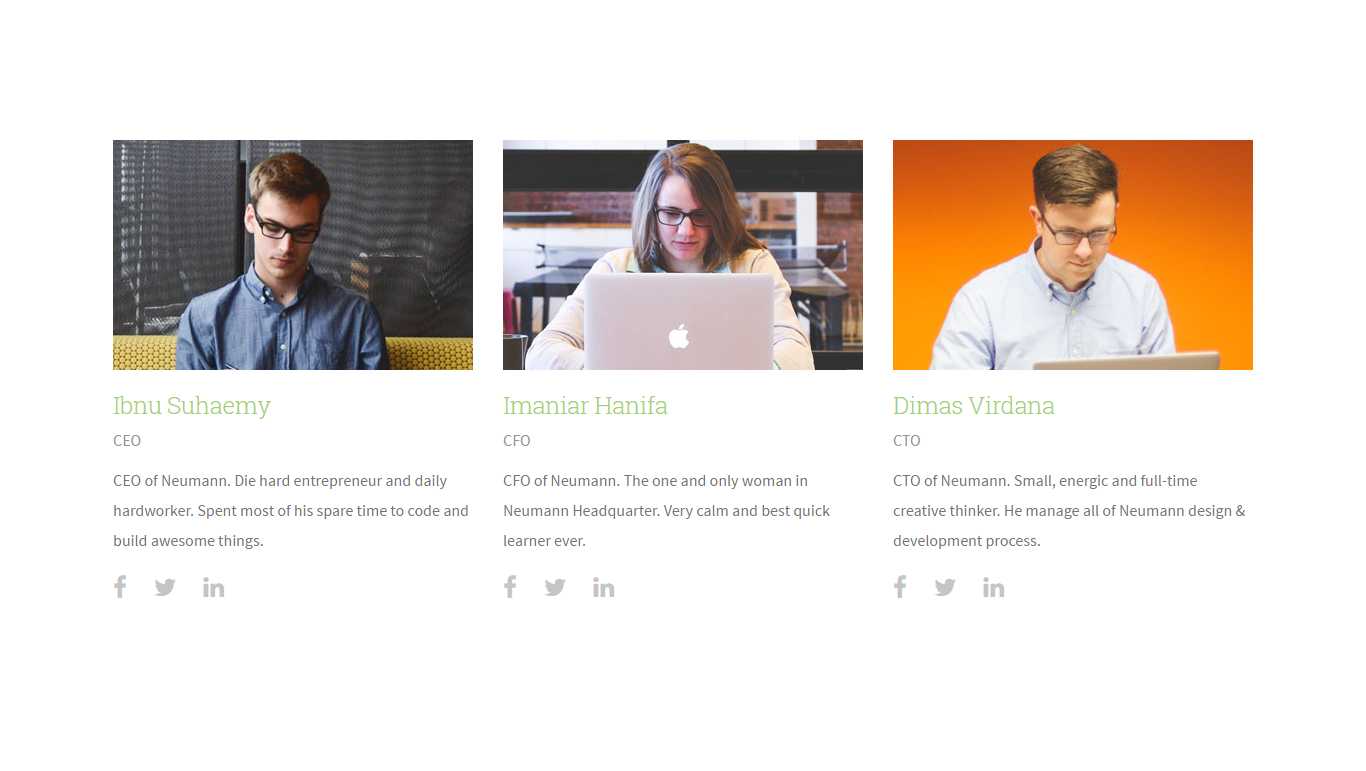 Ibnu Suhaemy
CEO
CEO of Neumann. Die hard entrepreneur and daily
hardworker. Spent most of his spare time to code and
build awesome things.
Imaniar Hanifa
CFO
CFO of Neumann. The one and only woman in
Neumann Headquarter. Very calm and best quick
learner ever.
Dimas Virdana
CTO
CTO of Neumann. Small, energic and full-time
creative thinker. He manage all of Neumann design &
development process.